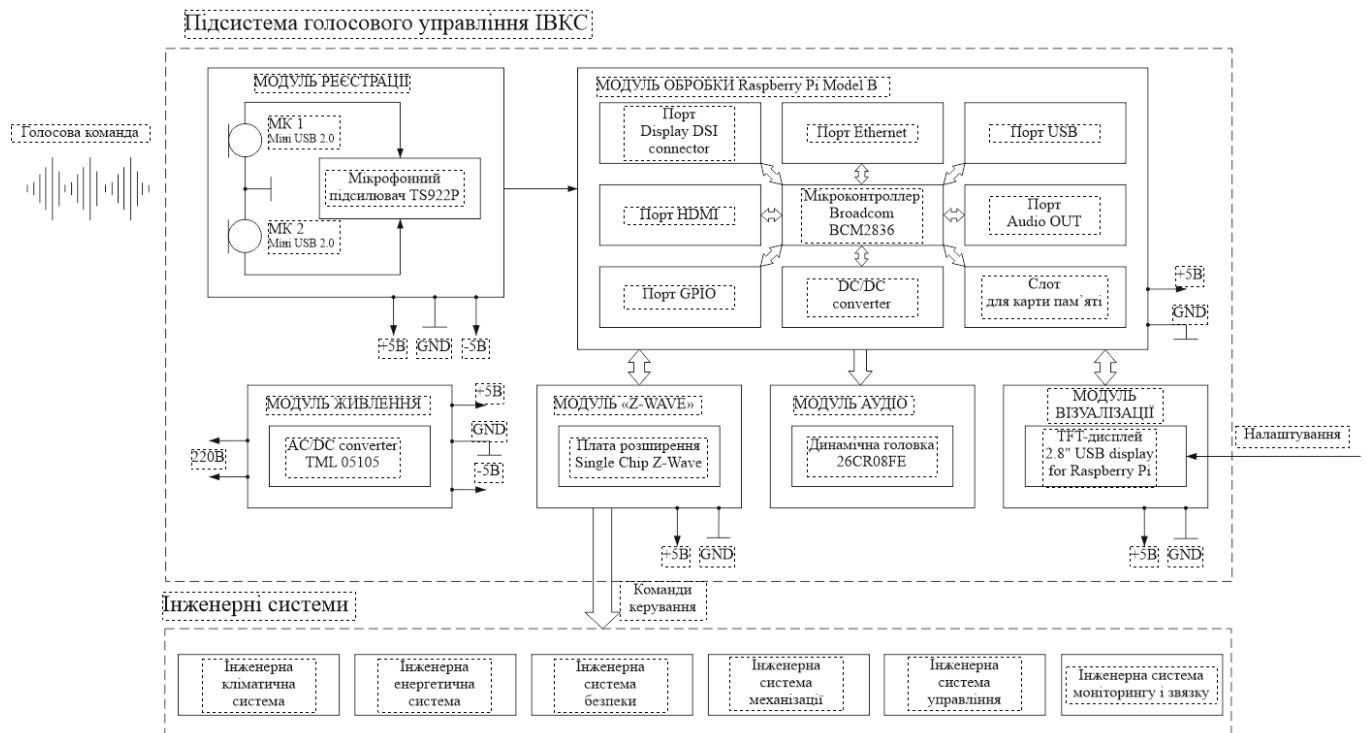 Підсистема голосового управління ІВКС
Голосова команда
МОДУЛЬ РЕЄСТРАЦІЇ
МК 1
Міні USB 2.0
Мікрофонний
підсилювач TS922P
МК 2
Міні USB 2.0
+5В
GND
-5В
МОДУЛЬ ОБРОБКИ Raspberry Pi Model B
Порт
Display DSI
connector
Порт Ethernet
Порт USB
Порт HDMI
Мікроконтроллер
Broadcom
BCM2836
Порт
Audio OUT
Порт GPIO
DC/DC
converter
Слот
для карти пам`яті
+5В
GND
МОДУЛЬ ЖИВЛЕННЯ
AC/DC converter
TML 05105
220В
+5В
GND
-5В
МОДУЛЬ «Z-WAVE»
Плата розширення
Single Chip Z-Wave
+5В
GND
МОДУЛЬ АУДІО
Динамічна головка
26CR08FE
МОДУЛЬ
ВІЗУАЛІЗАЦІЇ
TFT-дисплей
2.8" USB display
for Raspberry Pi
+5В
GND
Налаштування
Команди
керування
Інженерні системи
Інженерна
кліматична
система
Інженерна
енергетична
система
Інженерна
система
безпеки
Інженерна
система
механізації
Інженерна
система
управління
Інженерна система
моніторингу і звязку